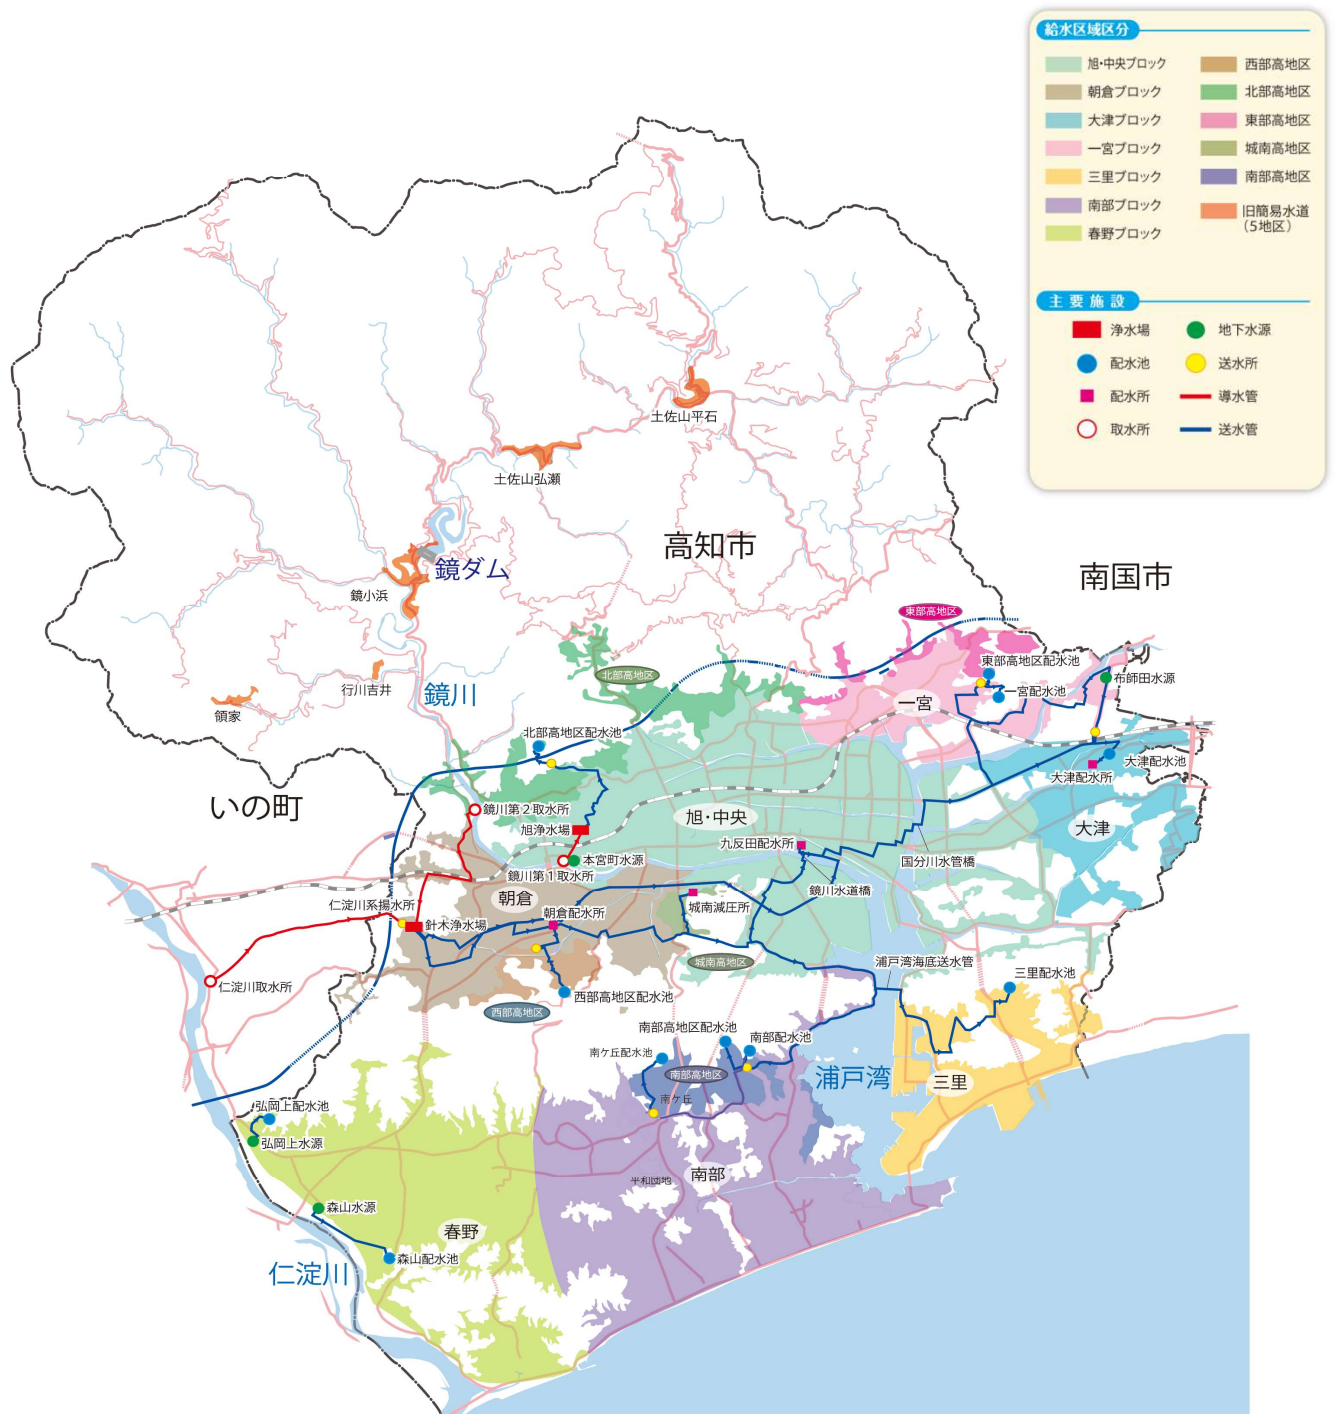 給水区域区分
旭・中央ブロック
西部高地区
朝倉ブロック
北部高地区
大津ブロック
東部高地区
一宮ブロック
城南高地区
三里ブロック
南部高地区
南部ブロック
旧簡易水道
(5地区)
春野ブロック
主要施設
浄水場
地下水源
配水池
送水所
配水所
導水管
取水所
送水管
土佐山平石
土佐山弘瀬
高知市
鏡ダム
南国市
鏡小浜
東部高地区
北部高地区
東部高地区配水池
布師田水源
行川吉井
鏡川
一宮配水池
一宮
領家
北部高地区配水池
大津配水池
大津配水所
いの町
鏡川第2取水所
旭・中央
旭浄水場
大津
九反田配水所
本宮町水源
国分川水管橋
鏡川第1取水所
鏡川水道橋
朝倉
仁淀川系揚水所
朝倉配水所
城南減圧所
針木浄水場
城南高地区
浦戸湾海底送水管
三里配水池
仁淀川取水所
西部高地区配水池
西部高地区
南部高地区配水池
南部配水池
南ケ丘配水池
南部高地区
浦戸湾
三里
南ケ丘
弘岡上配水池
弘岡上水源
平和団地
南部
森山水源
春野
森山配水池
仁淀川